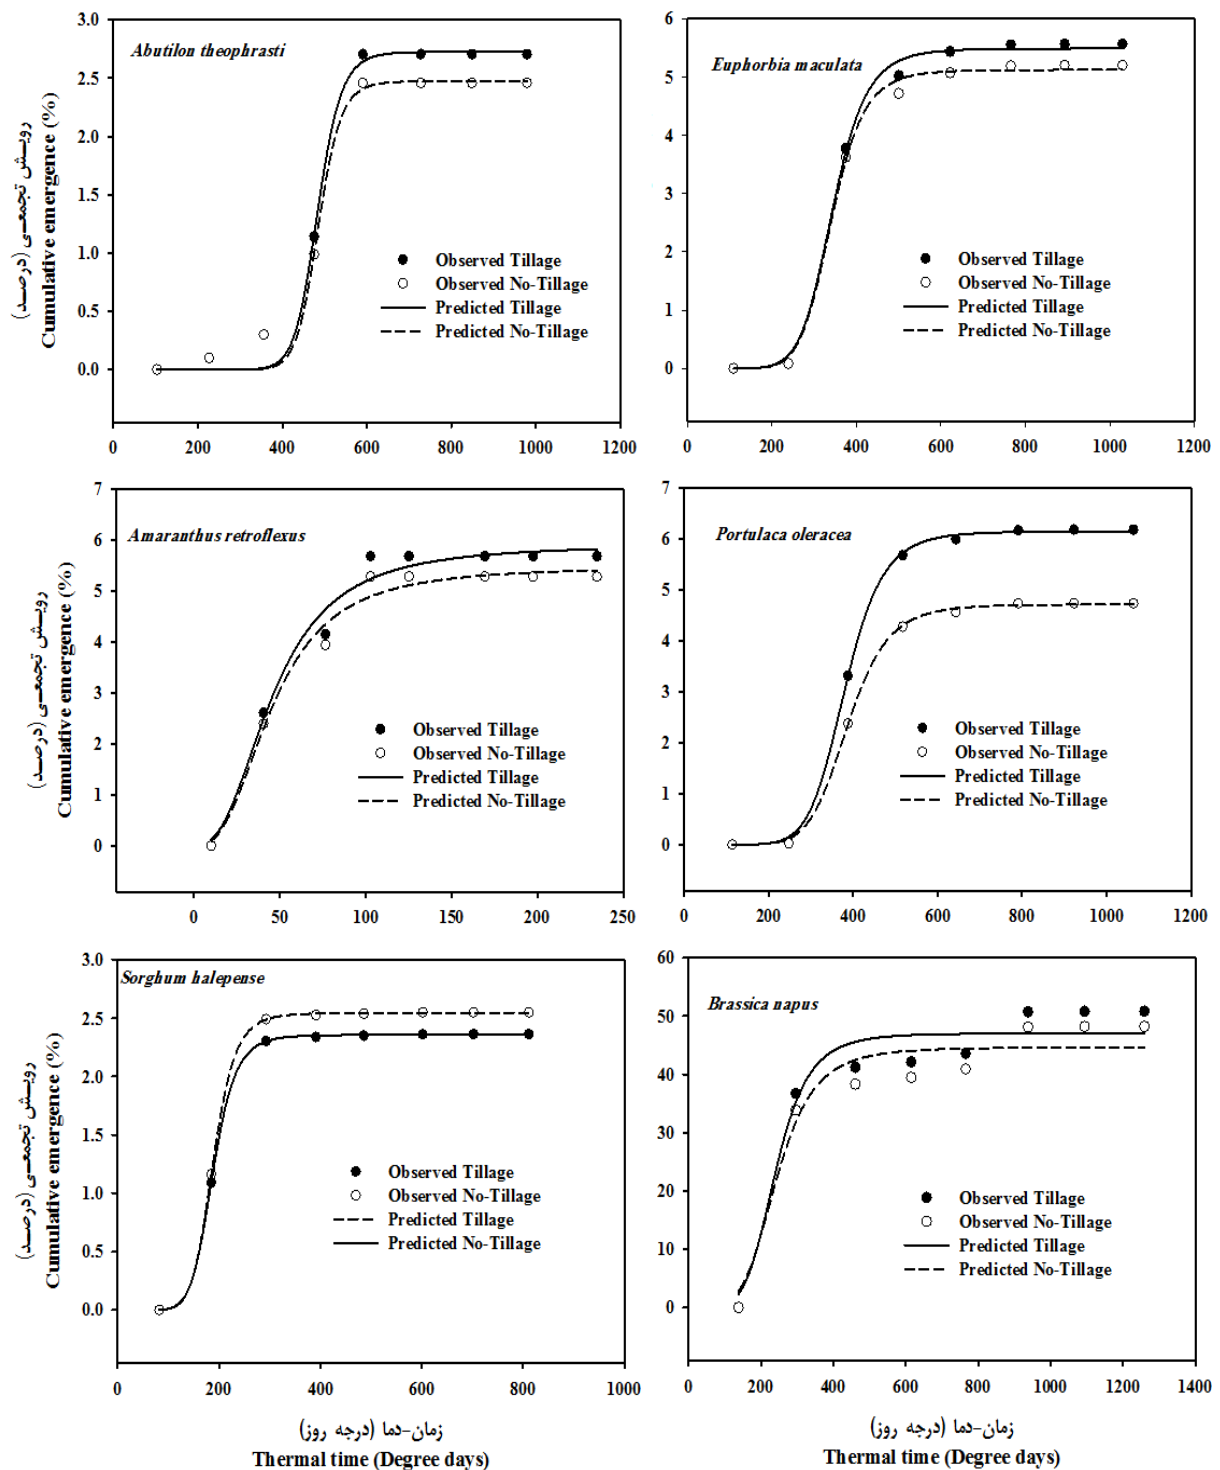 Abutilon theophrasti
رویـش تجمعـی (درصـد)
Cumulative emergence (%)
3.0
2.5
2.0
1.5
1.0
0.5
0.0
Observed Tillage
Observed No-Tillage
Predicted Tillage
Predicted No-Tillage
0 200 400 600 800 1000 1200
Euphorbia maculata
6
5
4
3
2
1
0
Observed Tillage
Observed No-Tillage
Predicted Tillage
Predicted No-Tillage
0 200 400 600 800 1000 1200
Amaranthus retroflexus
رویـش تجمعـی (درصـد)
Cumulative emergence (%)
7
6
5
4
3
2
1
0
Observed Tillage
Observed No-Tillage
Predicted Tillage
Predicted No-Tillage
0 50 100 150 200 250
Portulaca oleracea
7
6
5
4
3
2
1
0
Observed Tillage
Observed No-Tillage
Predicted Tillage
Predicted No-Tillage
0 200 400 600 800 1000 1200
Sorghum halepense
رویـش تجمعـی (درصـد)
Cumulative emergence (%)
3.0
2.5
2.0
1.5
1.0
0.5
0.0
Observed Tillage
Observed No-Tillage
Predicted Tillage
Predicted No-Tillage
0 200 400 600 800 1000
زمان-دما (درجه روز)
Thermal time (Degree days)
Brassica napus
60
50
40
30
20
10
0
Observed Tillage
Observed No-Tillage
Predicted Tillage
Predicted No-Tillage
0 200 400 600 800 1000 1200 1400
زمان-دما (درجه روز)
Thermal time (Degree days)